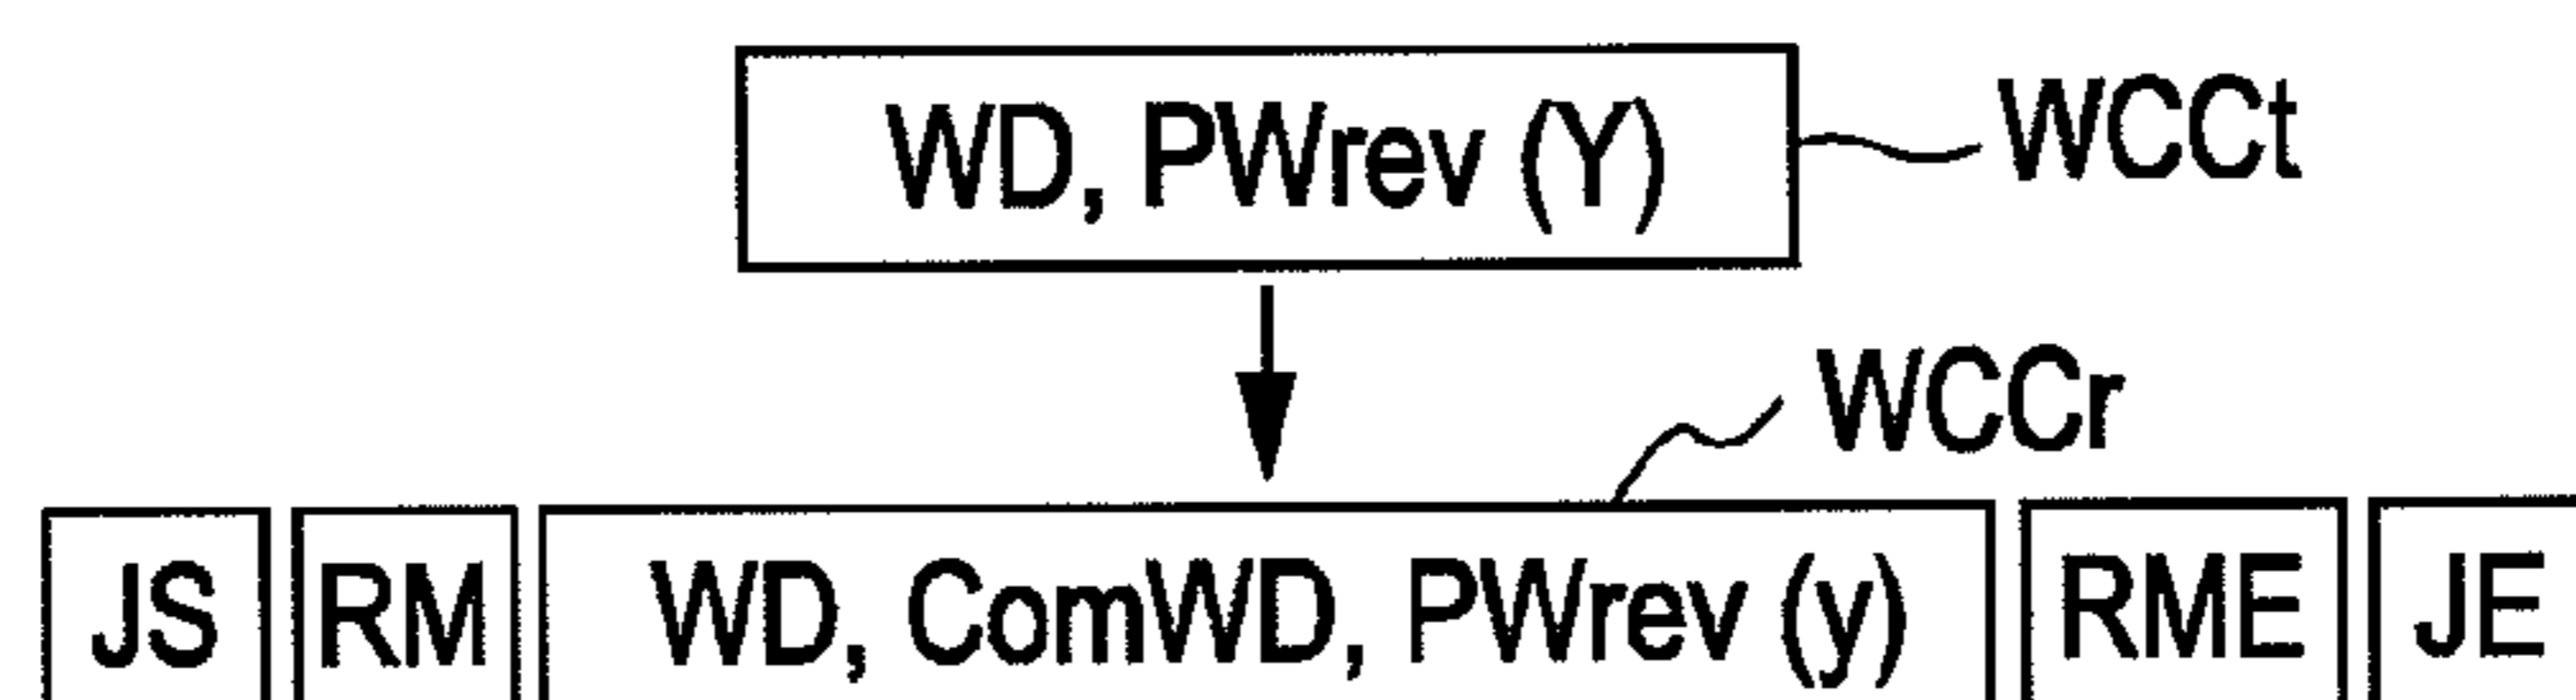 WD, PWrev (Y)
WCCt
WCCr
JS
RM
WD, ComWD, PWrev (y)
RME
JE